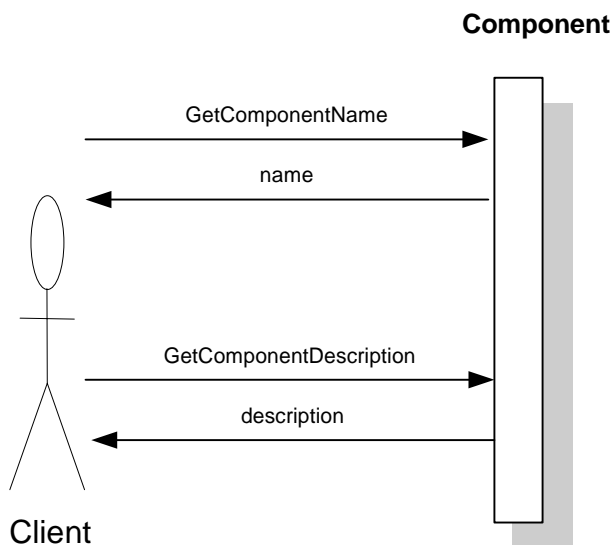 Component
GetComponentName
name
GetComponentDescription
description
Client